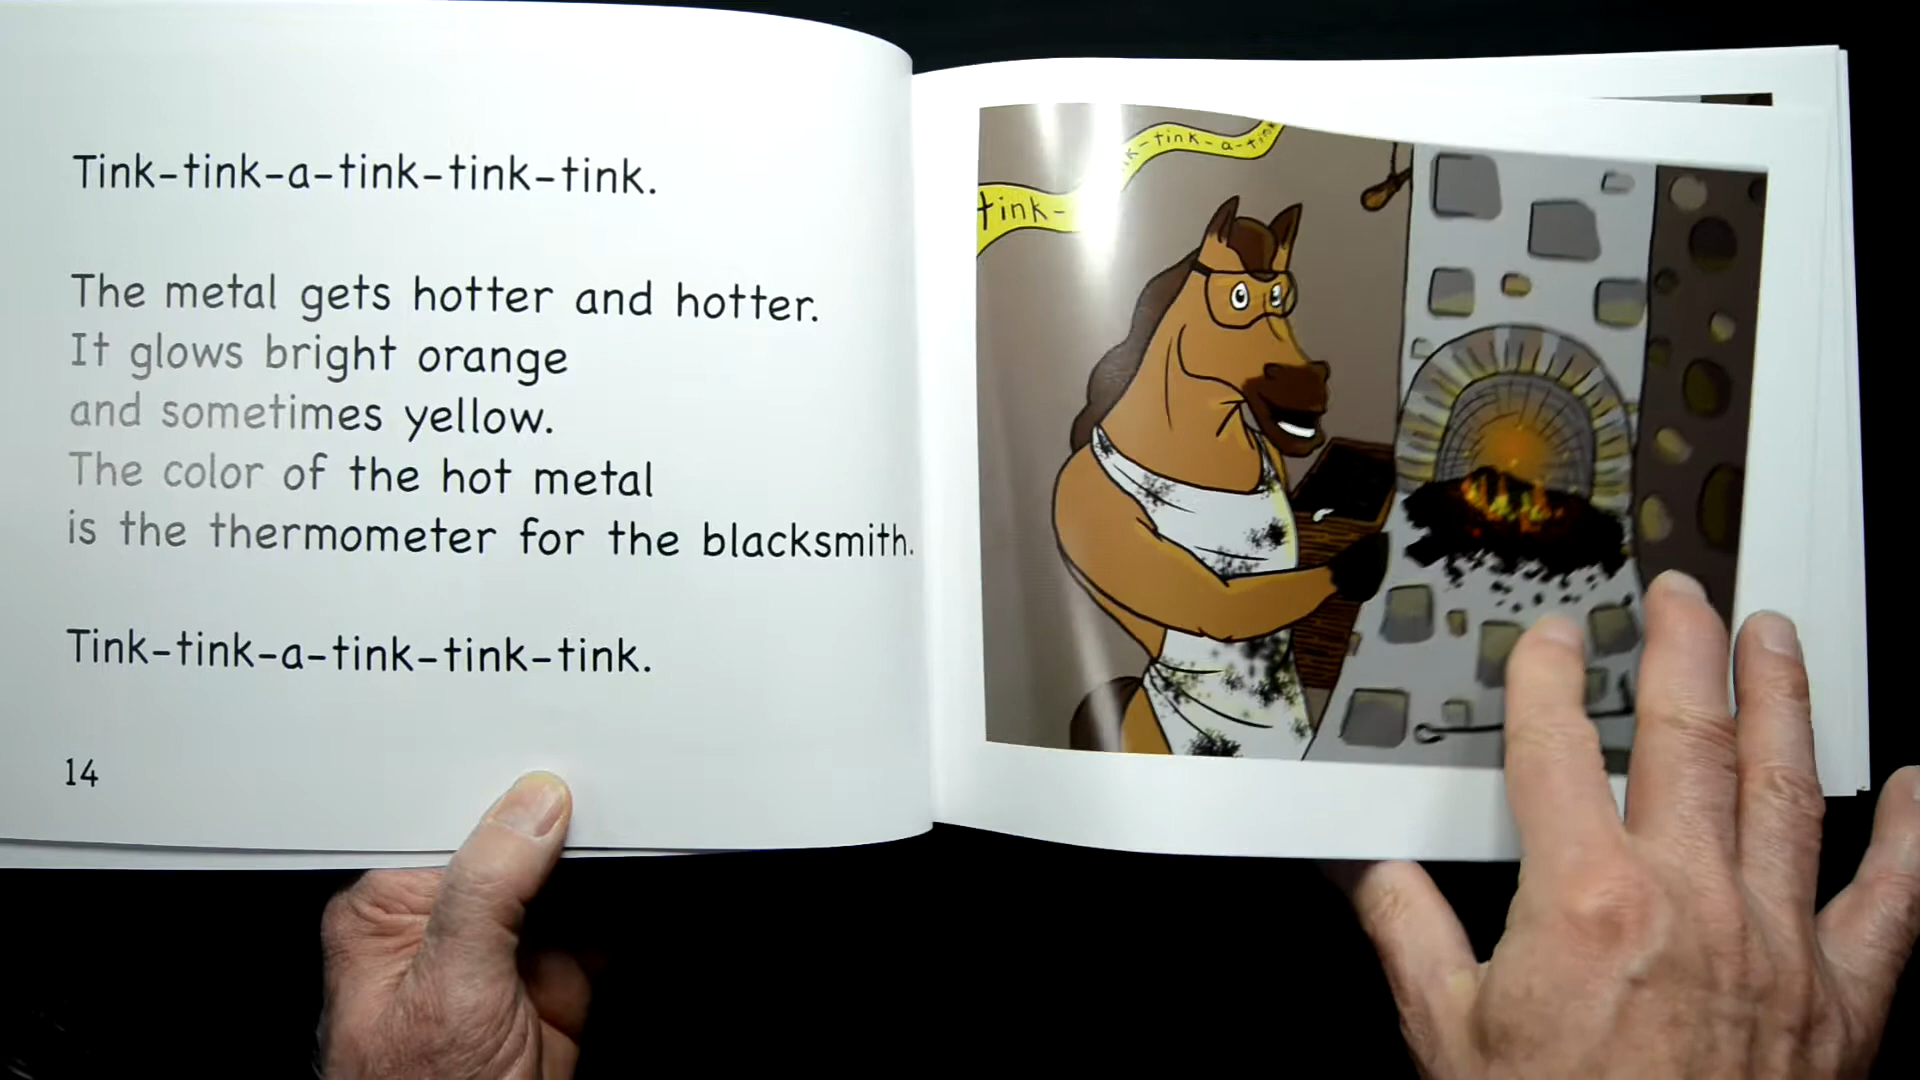 Tink-tink-a-tink-tink-tink.
The metal gets hotter and hotter.
It glows bright orange
and sometimes yellow.
The color of the hot metal
is the thermometer for the blacksmith.
Tink-tink-a-tink-tink-tink.
14
tink-
-tink-a-tink